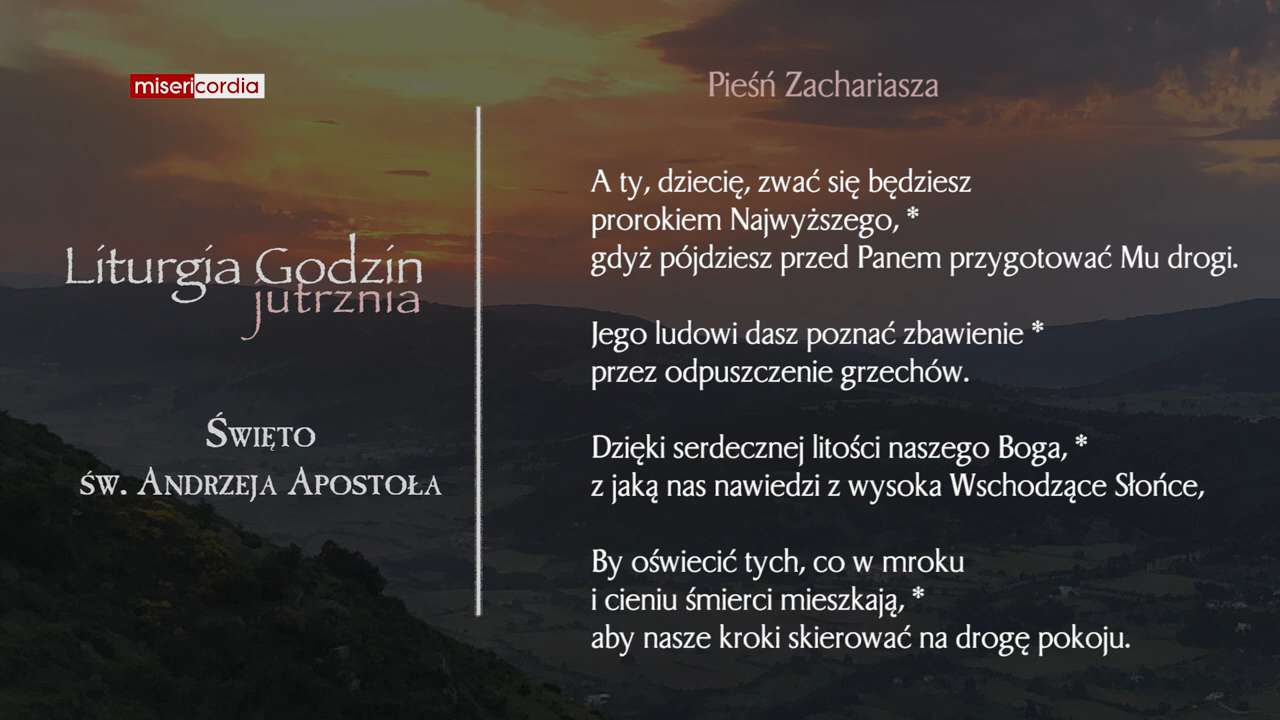 misericordia
Liturgia Godzin
jutrznia
Święto
św. Andrzeja Apostoła
Pieśń Zachariasza
A ty, dziecię, zwać się będziesz
prorokiem Najwyższego, *
gdyż pójdziesz przed Panem przygotować Mu drogi.
Jego ludowi dasz poznać zbawienie *
przez odpuszczenie grzechów.
Dzięki serdecznej litości naszego Boga, *
z jaką nas nawiedzi z wysoka Wschodzące Słońce,
By oświecić tych, co w mroku
i cieniu śmierci mieszkają, *
aby nasze kroki skierować na drogę pokoju.